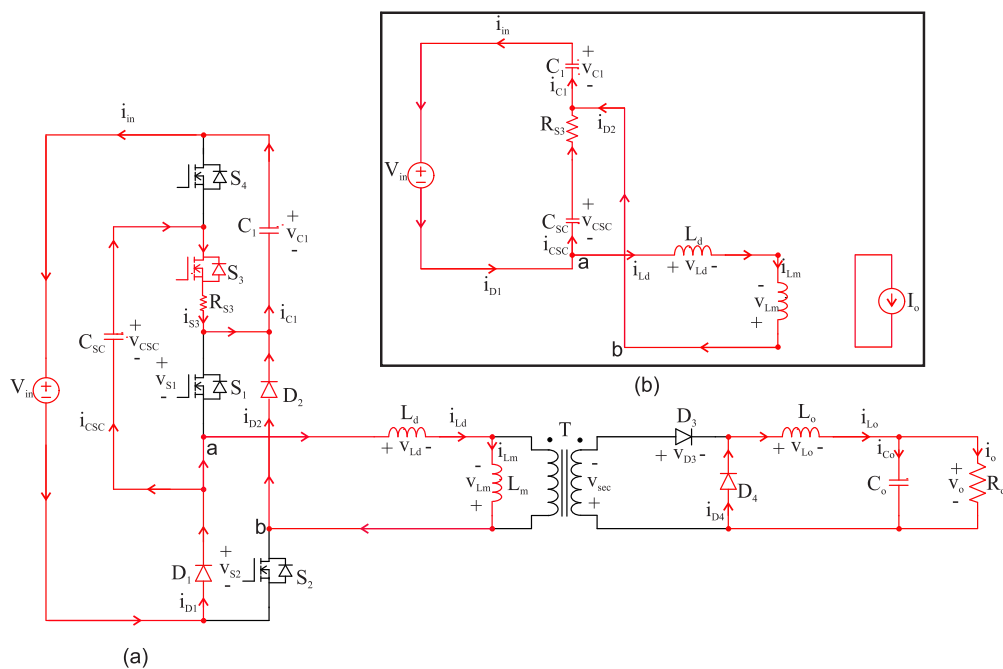 i_in
C_1
+
v_C1
-
i_C1
R_S3
i_D2
V_in
+ -
C_SC
+
v_CSC
-
i_CSC
a
i_D1
i_Ld
L_d
+ v_Ld -
i_Lm
-
v_Lm
+
b
I_o
(b)
i_in
S_4
C_1
+
v_C1
-
S_3
R_S3
i_S3
i_C1
C_SC
+
v_CSC
-
+
v_S1
-
S_1
D_2
V_in
+ -
i_CSC
i_D2
a
L_d
i_Ld
+ v_Ld -
i_Lm
-
v_Lm
+
L_m
T
-
v_sec
+
D_3
+ v_D3 -
D_4
i_D4
L_o
+ v_Lo -
i_Lo
i_Co
C_o
i_o
+
v_o
-
R_o
b
D_1
i_D1
+
v_S2
-
S_2
(a)